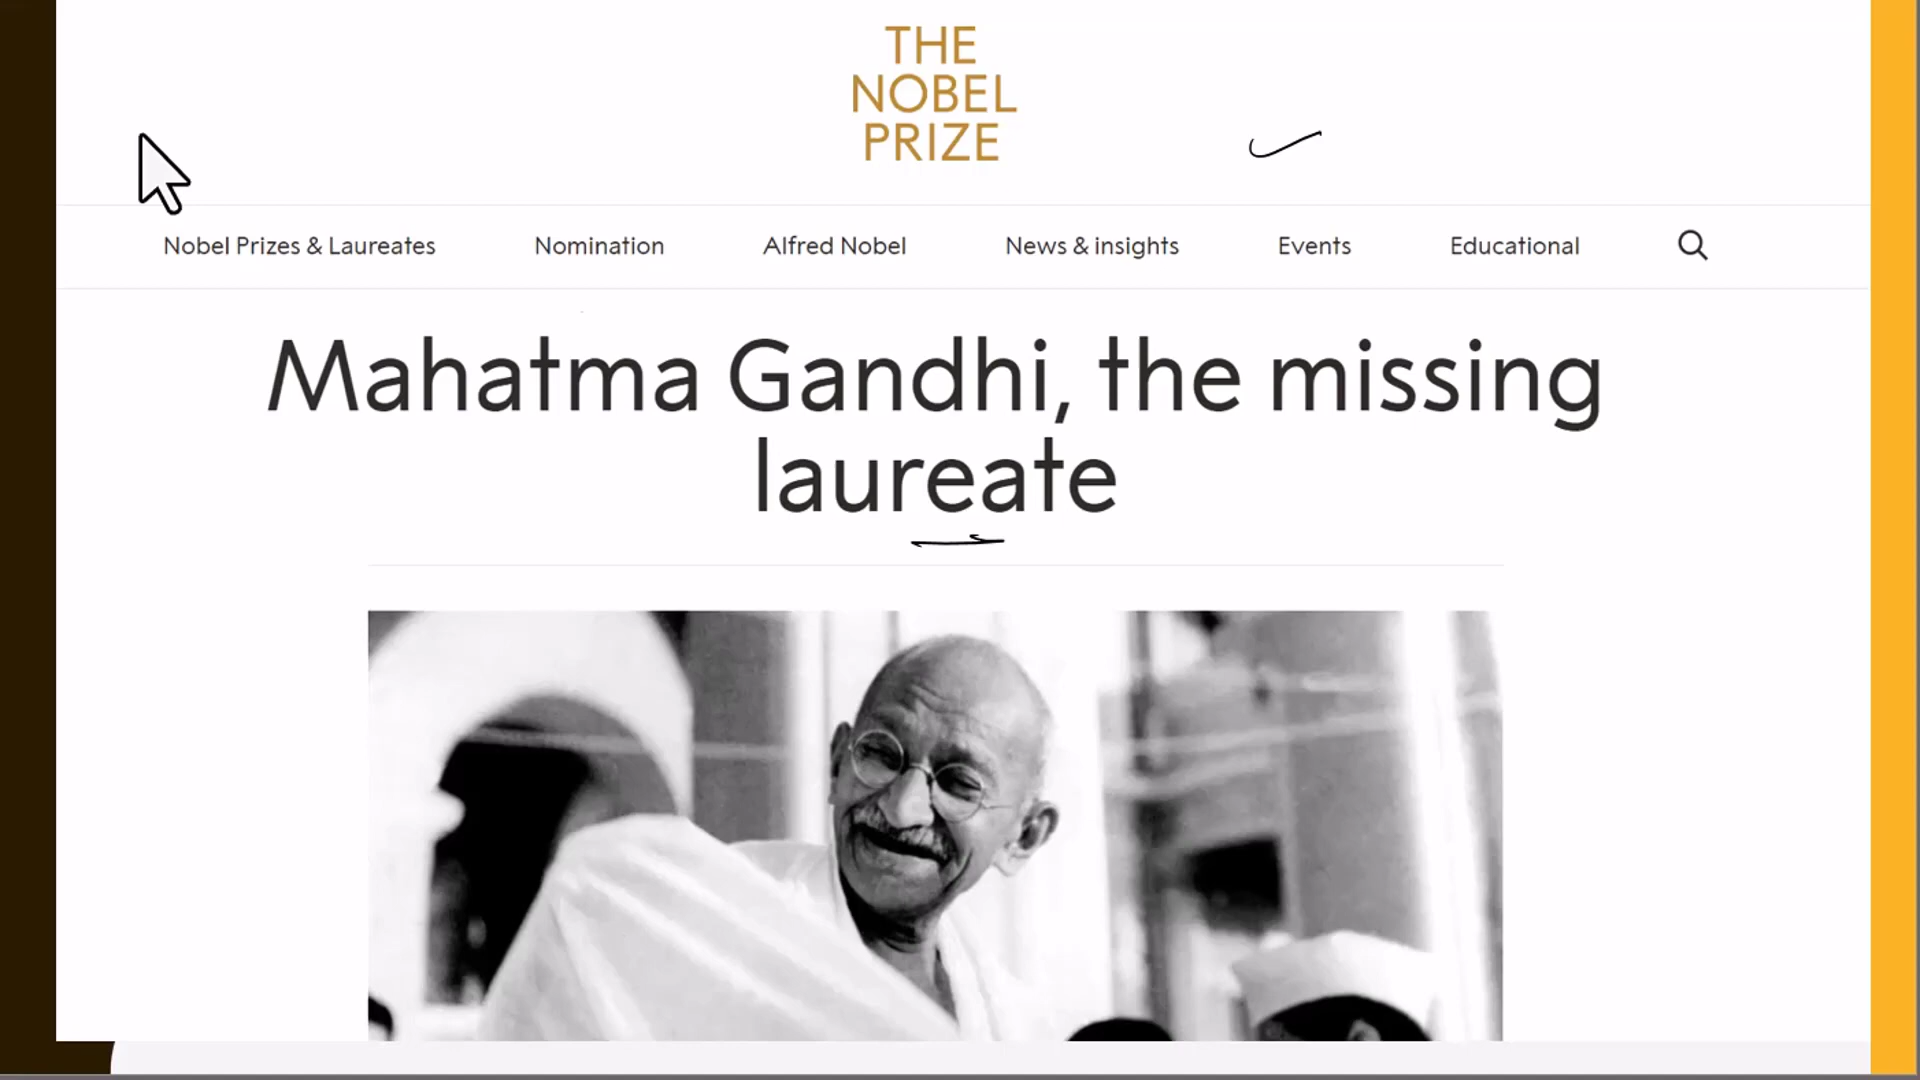 THE
NOBEL
PRIZE
Nobel Prizes & Laureates Nomination Alfred Nobel News & insights Events Educational
Mahatma Gandhi, the missing
laureate